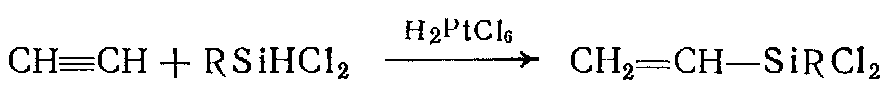 CH≡CH + RSiHCl₂ —H₂PtCl₆→ CH₂=CH—SiRCl₂